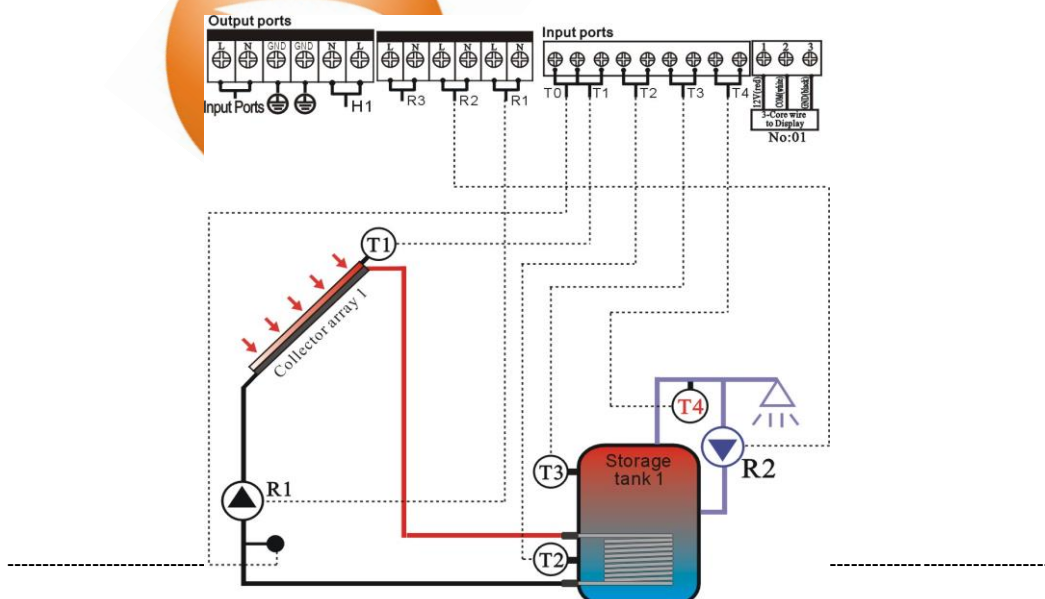 Output ports
Input ports
L N GND GND N L L N L N L N
1 2 3
Input Ports H1 R3 R2 R1 T0 T1 T2 T3 T4
12V(red) COM(white) GND(black)
3-Core wire
to Display
No:01
T1
Collector array 1
T4
R2
Storage
tank 1
T3
R1
T2